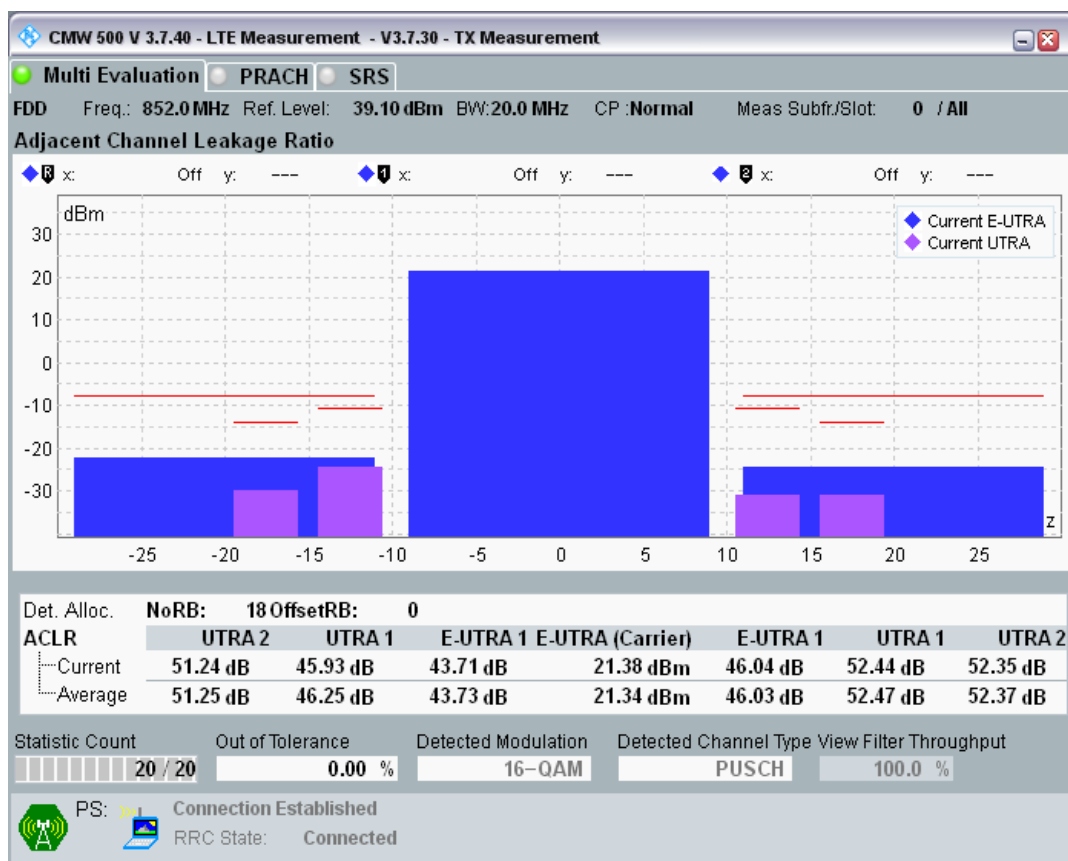 CMW 500 V 3.7.40 - LTE Measurement - V3.7.30 - TX Measurement
Multi Evaluation PRACH SRS
FDD Freq.: 852.0 MHz Ref. Level: 39.10 dBm BW:20.0 MHz CP :Normal Meas Subfr./Slot: 0 / All
Adjacent Channel Leakage Ratio
R x: Off y: --- 1 x: Off y: --- 2 x: Off y: ---
dBm
Current E-UTRA
Current UTRA
30
20
10
0
-10
-20
-30
z
-25 -20 -15 -10 -5 0 5 10 15 20 25
Det. Alloc. NoRB: 18 OffsetRB: 0
ACLR UTRA 2 UTRA 1 E-UTRA 1 E-UTRA (Carrier) E-UTRA 1 UTRA 1 UTRA 2
Current 51.24 dB 45.93 dB 43.71 dB 21.38 dBm 46.04 dB 52.44 dB 52.35 dB
Average 51.25 dB 46.25 dB 43.73 dB 21.34 dBm 46.03 dB 52.47 dB 52.37 dB
Statistic Count Out of Tolerance Detected Modulation Detected Channel Type View Filter Throughput
20 / 20 0.00 % 16-QAM PUSCH 100.0 %
PS: Connection Established
RRC State: Connected